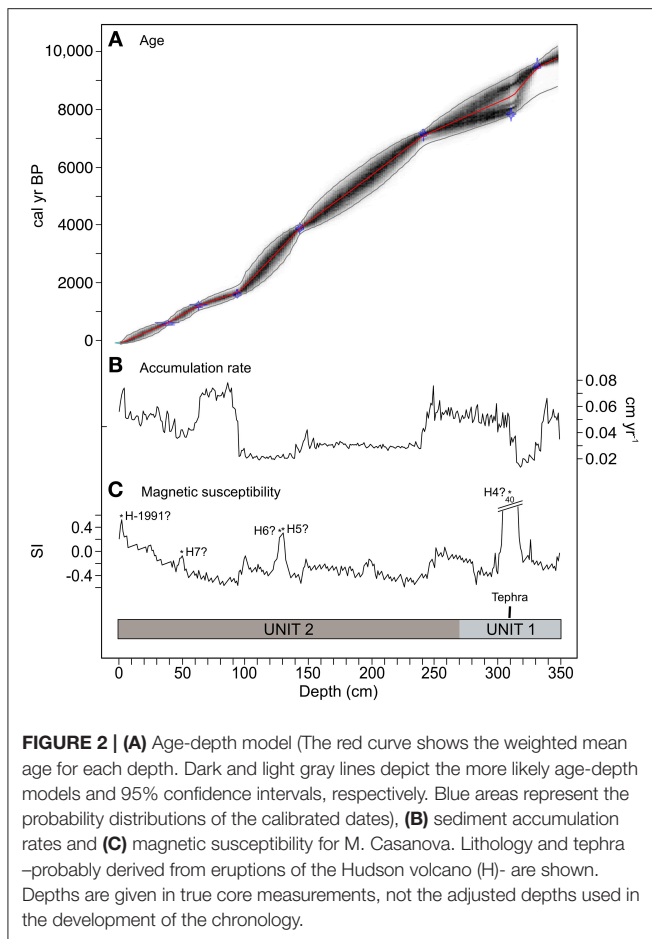 A Age
10,000
8000
6000
4000
2000
0
cal yr BP
B Accumulation rate
0.08
0.06
0.04
0.02
cm yr-1
C Magnetic susceptibility
H4? *
40
* H-1991?
H6? ** H5?
* H7?
0.4
0.0
-0.4
SI
Tephra
UNIT 2 UNIT 1
0 50 100 150 200 250 300 350
Depth (cm)
FIGURE 2 | (A) Age-depth model (The red curve shows the weighted mean
age for each depth. Dark and light gray lines depict the more likely age-depth
models and 95% confidence intervals, respectively. Blue areas represent the
probability distributions of the calibrated dates), (B) sediment accumulation
rates and (C) magnetic susceptibility for M. Casanova. Lithology and tephra
–probably derived from eruptions of the Hudson volcano (H)- are shown.
Depths are given in true core measurements, not the adjusted depths used in
the development of the chronology.